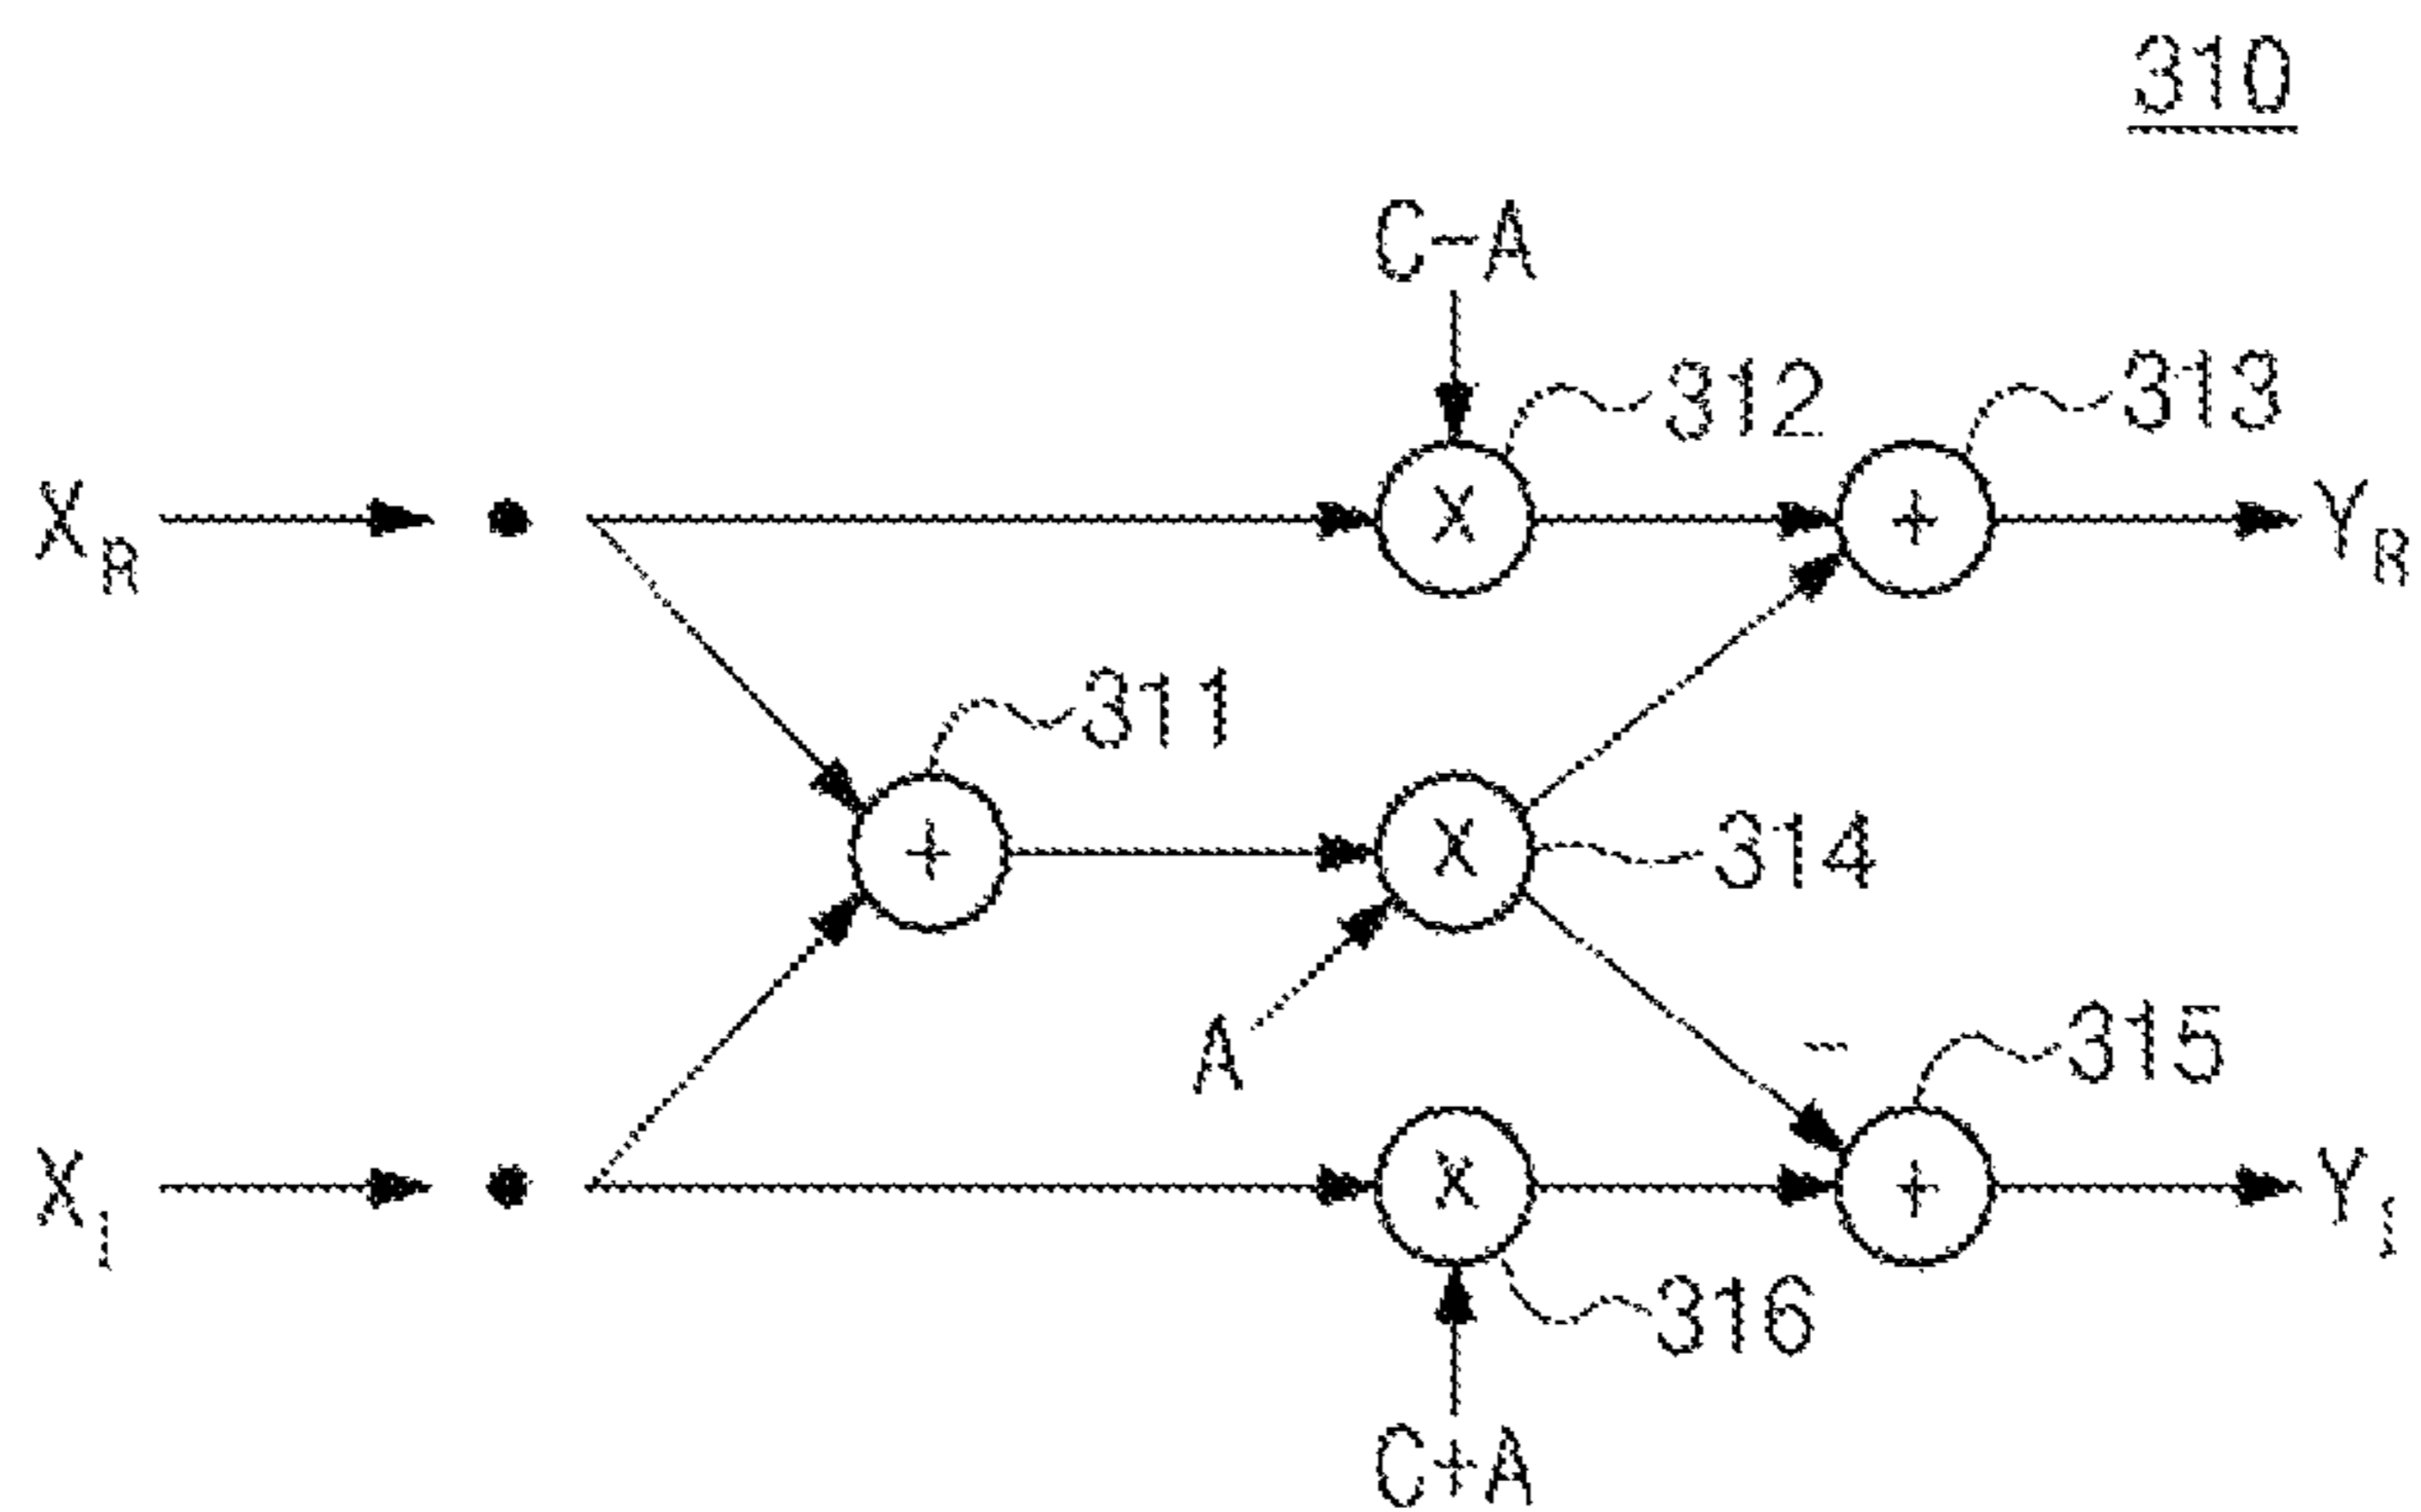 310
C-A
312
313
X_R
X
+
Y_R
311
+
X
314
A
-
315
X_I
X
+
Y_I
316
C+A